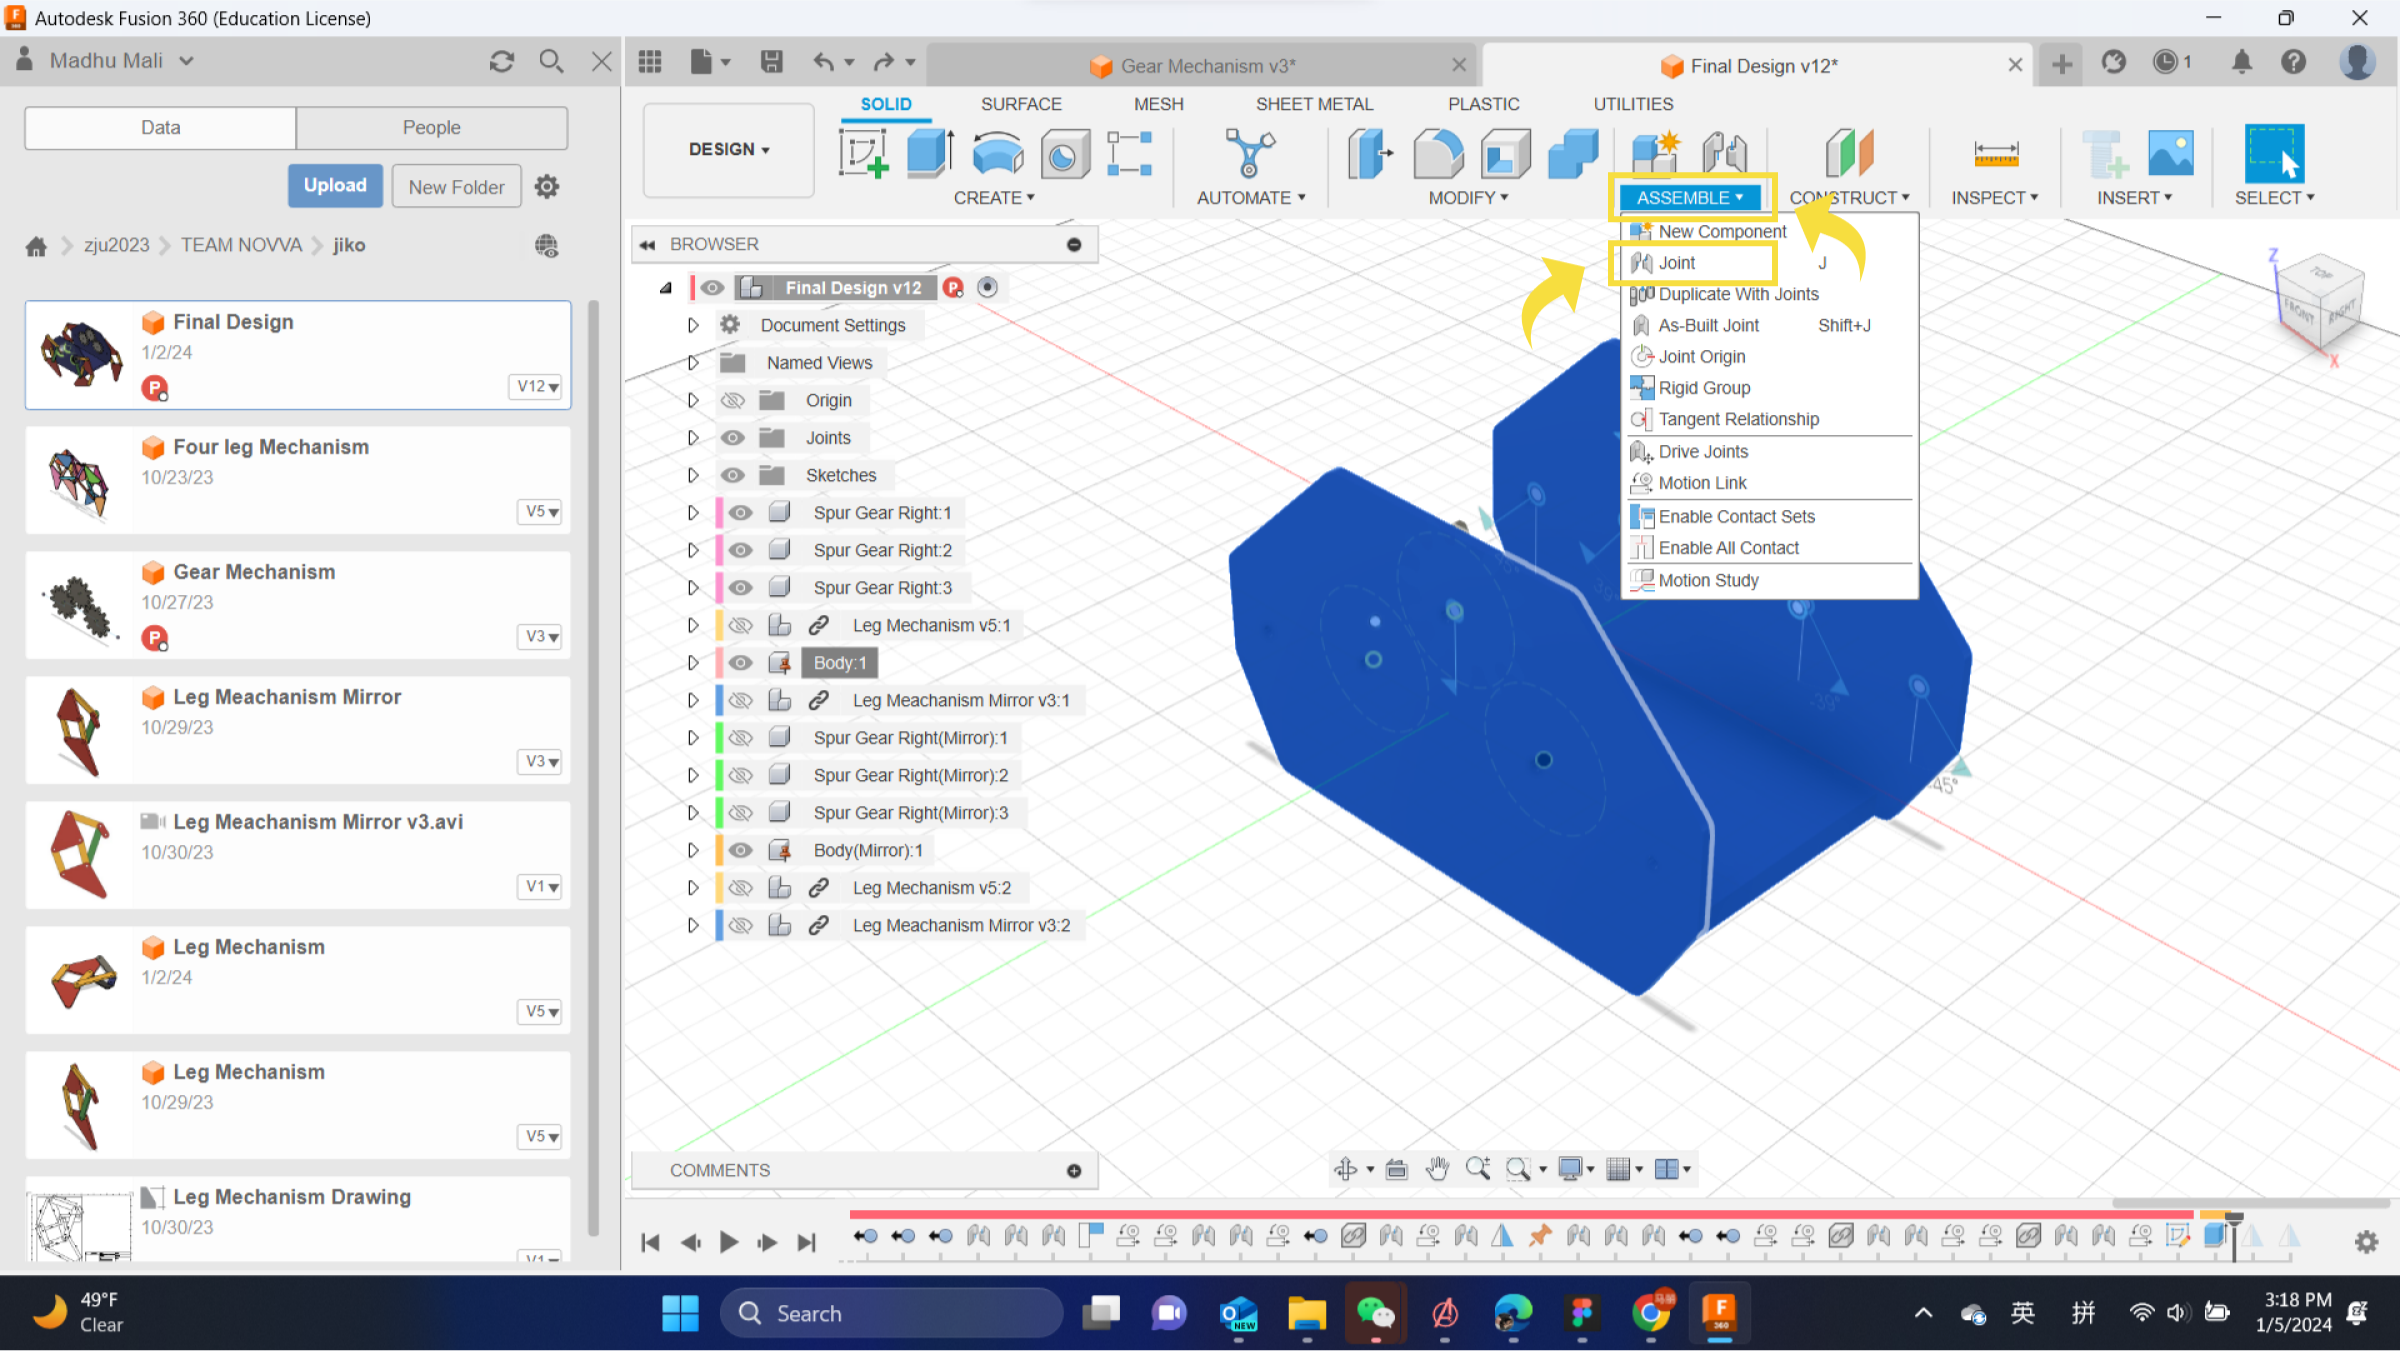 Autodesk Fusion 360 (Education License)
Madhu Mali
Gear Mechanism v3*
Final Design v12*
1
Data
People
Upload
New Folder
zju2023
TEAM NOVVA
jiko
Final Design
1/2/24
P
V12
Four leg Mechanism
10/23/23
V5
Gear Mechanism
10/27/23
P
V3
Leg Meachanism Mirror
10/29/23
V3
Leg Meachanism Mirror v3.avi
10/30/23
V1
Leg Mechanism
1/2/24
V5
Leg Mechanism
10/29/23
V5
Leg Mechanism Drawing
10/30/23
V1
DESIGN
SOLID
SURFACE
MESH
SHEET METAL
PLASTIC
UTILITIES
CREATE
AUTOMATE
MODIFY
ASSEMBLE
CONSTRUCT
INSPECT
INSERT
SELECT
New Component
Joint J
Duplicate With Joints
As-Built Joint Shift+J
Joint Origin
Rigid Group
Tangent Relationship
Drive Joints
Motion Link
Enable Contact Sets
Enable All Contact
Motion Study
BROWSER
Final Design v12
P
Document Settings
Named Views
Origin
Joints
Sketches
Spur Gear Right:1
Spur Gear Right:2
Spur Gear Right:3
Leg Mechanism v5:1
Body:1
Leg Meachanism Mirror v3:1
Spur Gear Right(Mirror):1
Spur Gear Right(Mirror):2
Spur Gear Right(Mirror):3
Body(Mirror):1
Leg Mechanism v5:2
Leg Meachanism Mirror v3:2
Z
TOP
FRONT
RIGHT
X
-39°
-45°
COMMENTS
49°F
Clear
Search
NEW
F
360
英
拼
3:18 PM
1/5/2024